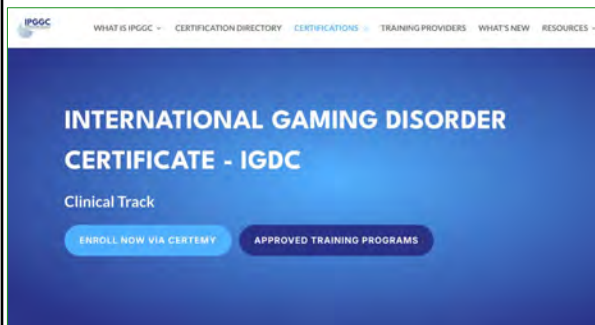 IPGGC
WHAT IS IPGGC
CERTIFICATION DIRECTORY
CERTIFICATIONS
TRAINING PROVIDERS
WHAT'S NEW
RESOURCES
INTERNATIONAL GAMING DISORDER
CERTIFICATE - IGDC
Clinical Track
ENROLL NOW VIA CERTEMY
APPROVED TRAINING PROGRAMS